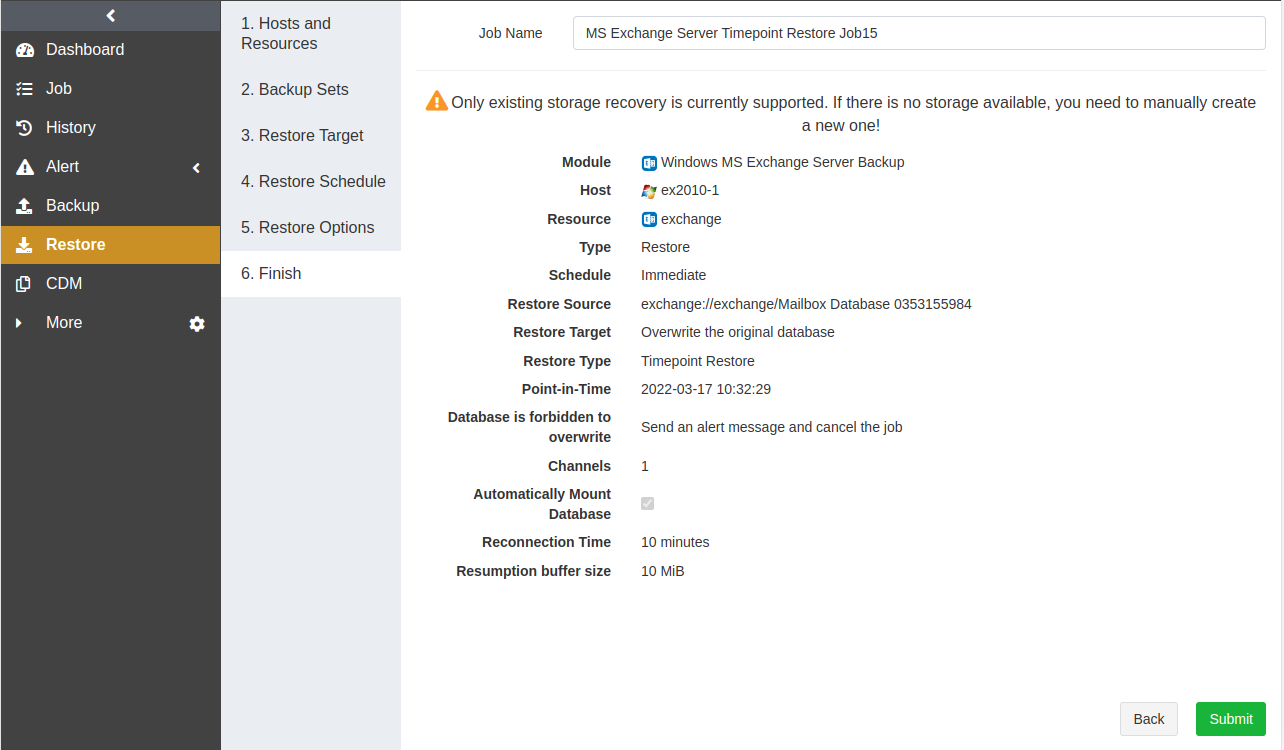 Dashboard
Job
History
Alert
Backup
Restore
CDM
More
1. Hosts and
Resources
2. Backup Sets
3. Restore Target
4. Restore Schedule
5. Restore Options
6. Finish
Job Name MS Exchange Server Timepoint Restore Job15
Only existing storage recovery is currently supported. If there is no storage available, you need to manually create
a new one!
Module Windows MS Exchange Server Backup
Host ex2010-1
Resource exchange
Type Restore
Schedule Immediate
Restore Source exchange://exchange/Mailbox Database 0353155984
Restore Target Overwrite the original database
Restore Type Timepoint Restore
Point-in-Time 2022-03-17 10:32:29
Database is forbidden to
overwrite
Send an alert message and cancel the job
Channels 1
Automatically Mount
Database
Reconnection Time 10 minutes
Resumption buffer size 10 MiB
Back Submit